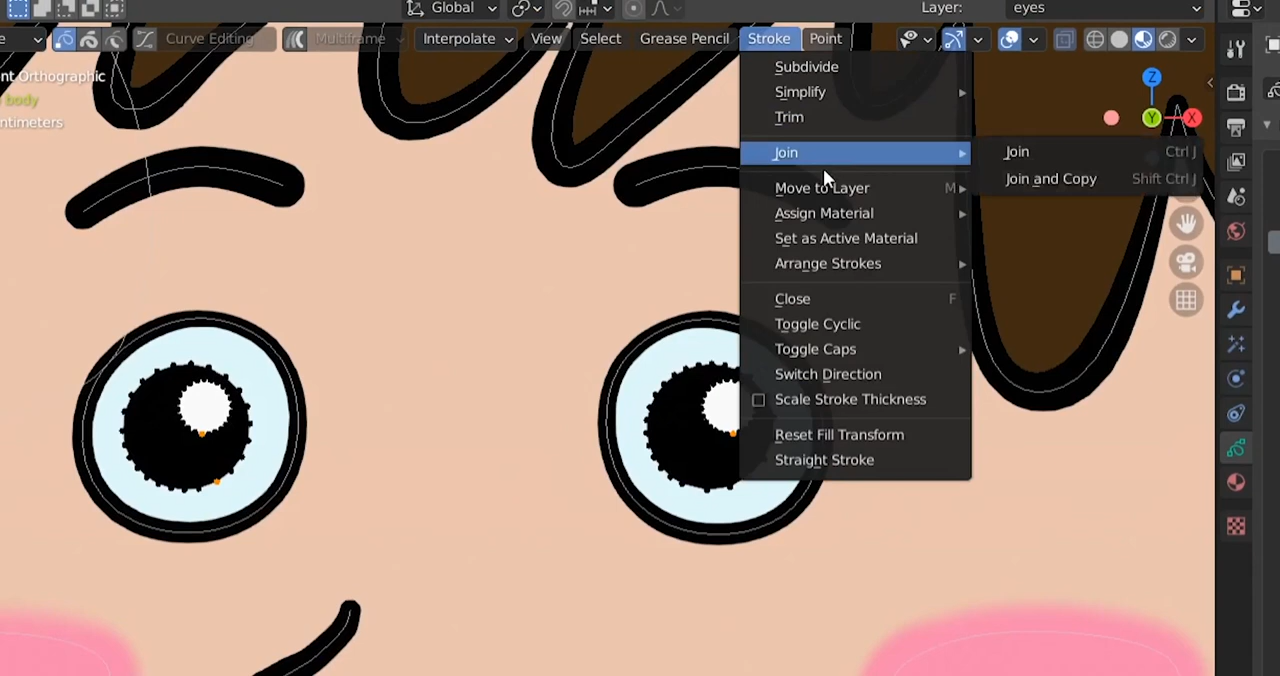 Global Layer: eyes
e Curve Editing Multiframe Interpolate View Select Grease Pencil Stroke Point
nt Orthographic
body
entimeters
Z
X
Y
Subdivide
Simplify
Trim
Join
Join Ctrl J
Join and Copy Shift Ctrl J
Move to Layer M
Assign Material
Set as Active Material
Arrange Strokes
Close F
Toggle Cyclic
Toggle Caps
Switch Direction
Scale Stroke Thickness
Reset Fill Transform
Straight Stroke